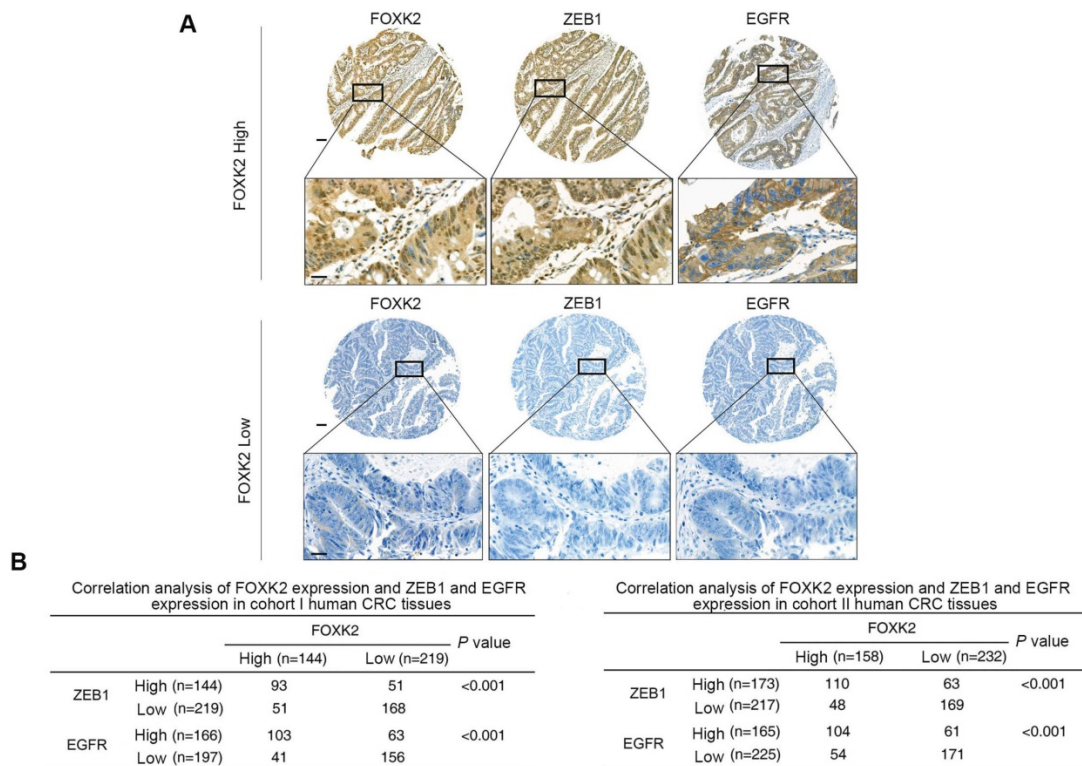 A
FOXK2 ZEB1 EGFR
FOXK2 High
FOXK2 ZEB1 EGFR
FOXK2 Low
B
Correlation analysis of FOXK2 expression and ZEB1 and EGFR
expression in cohort I human CRC tissues
FOXK2 P value
High (n=144) Low (n=219)
ZEB1 High (n=144) 93 51 <0.001
Low (n=219) 51 168
EGFR High (n=166) 103 63 <0.001
Low (n=197) 41 156
Correlation analysis of FOXK2 expression and ZEB1 and EGFR
expression in cohort II human CRC tissues
FOXK2 P value
High (n=158) Low (n=232)
ZEB1 High (n=173) 110 63 <0.001
Low (n=217) 48 169
EGFR High (n=165) 104 61 <0.001
Low (n=225) 54 171